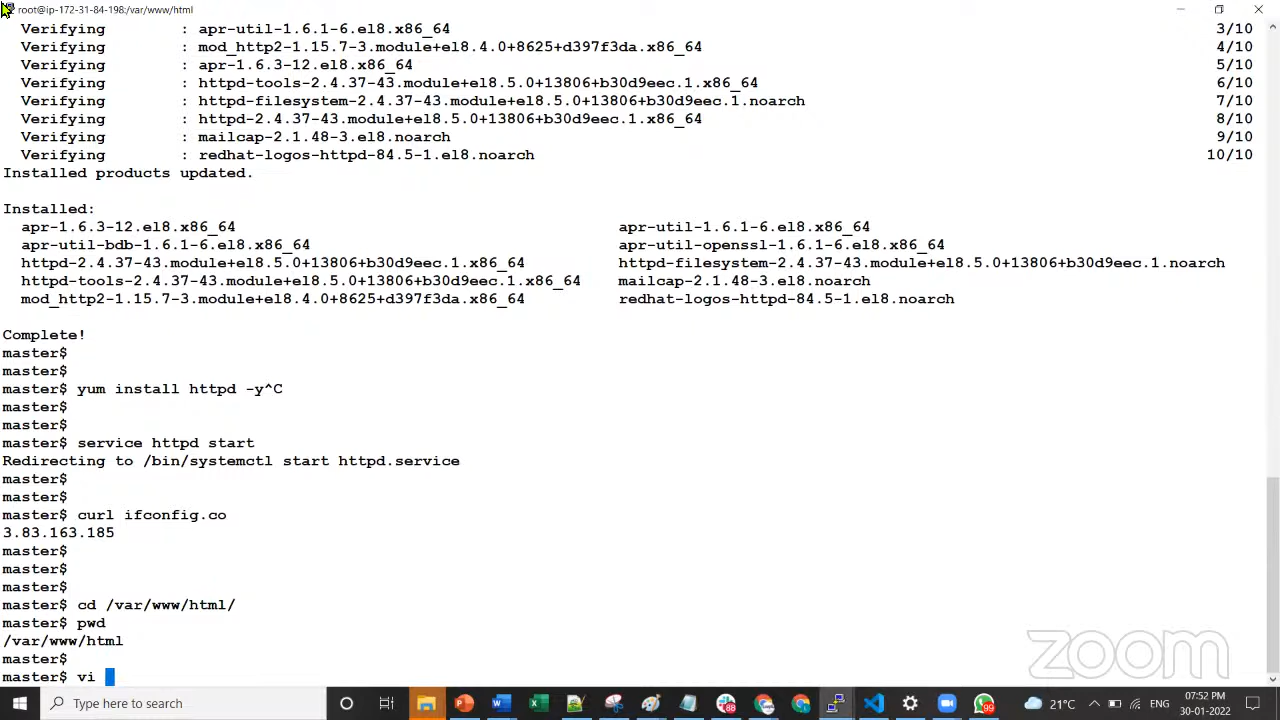 root@ip-172-31-84-198:/var/www/html
Verifying : apr-util-1.6.1-6.el8.x86_64 3/10
Verifying : mod_http2-1.15.7-3.module+el8.4.0+8625+d397f3da.x86_64 4/10
Verifying : apr-1.6.3-12.el8.x86_64 5/10
Verifying : httpd-tools-2.4.37-43.module+el8.5.0+13806+b30d9eec.1.x86_64 6/10
Verifying : httpd-filesystem-2.4.37-43.module+el8.5.0+13806+b30d9eec.1.noarch 7/10
Verifying : httpd-2.4.37-43.module+el8.5.0+13806+b30d9eec.1.x86_64 8/10
Verifying : mailcap-2.1.48-3.el8.noarch 9/10
Verifying : redhat-logos-httpd-84.5-1.el8.noarch 10/10
Installed products updated.
Installed:
apr-1.6.3-12.el8.x86_64 apr-util-1.6.1-6.el8.x86_64
apr-util-bdb-1.6.1-6.el8.x86_64 apr-util-openssl-1.6.1-6.el8.x86_64
httpd-2.4.37-43.module+el8.5.0+13806+b30d9eec.1.x86_64 httpd-filesystem-2.4.37-43.module+el8.5.0+13806+b30d9eec.1.noarch
httpd-tools-2.4.37-43.module+el8.5.0+13806+b30d9eec.1.x86_64 mailcap-2.1.48-3.el8.noarch
mod_http2-1.15.7-3.module+el8.4.0+8625+d397f3da.x86_64 redhat-logos-httpd-84.5-1.el8.noarch
Complete!
master$
master$
master$ yum install httpd -y^C
master$
master$
master$ service httpd start
Redirecting to /bin/systemctl start httpd.service
master$
master$
master$ curl ifconfig.co
3.83.163.185
master$
master$
master$
master$ cd /var/www/html/
master$ pwd
/var/www/html
master$
master$ vi
zoom
Type here to search
88
99
21°C
ENG
07:52 PM
30-01-2022